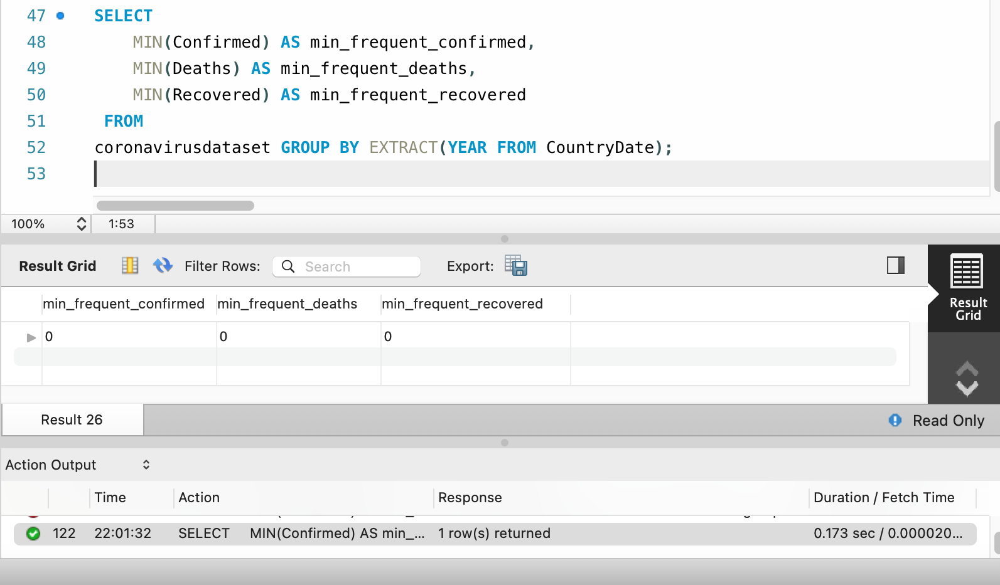 47 SELECT
48 MIN(Confirmed) AS min_frequent_confirmed,
49 MIN(Deaths) AS min_frequent_deaths,
50 MIN(Recovered) AS min_frequent_recovered
51 FROM
52 coronavirusdataset GROUP BY EXTRACT(YEAR FROM CountryDate);
53
100% 1:53
Result Grid Filter Rows: Search Export:
min_frequent_confirmed min_frequent_deaths min_frequent_recovered
0 0 0
Result
Grid
Result 26 Read Only
Action Output
Time Action Response Duration / Fetch Time
122 22:01:32 SELECT MIN(Confirmed) AS min_... 1 row(s) returned 0.173 sec / 0.000020...